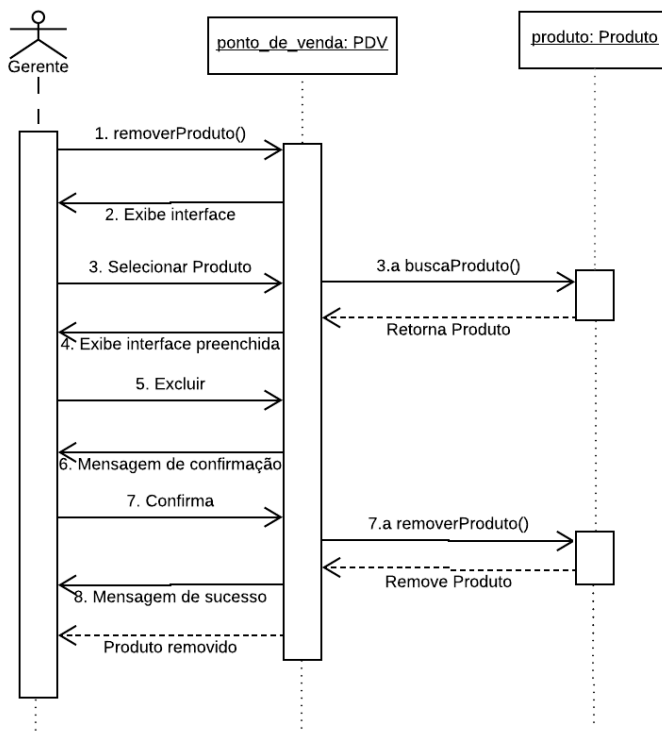 Gerente
ponto_de_venda: PDV
produto: Produto
1. removerProduto()
2. Exibe interface
3. Selecionar Produto
3.a buscaProduto()
Retorna Produto
4. Exibe interface preenchida
5. Excluir
6. Mensagem de confirmação
7. Confirma
7.a removerProduto()
Remove Produto
8. Mensagem de sucesso
Produto removido